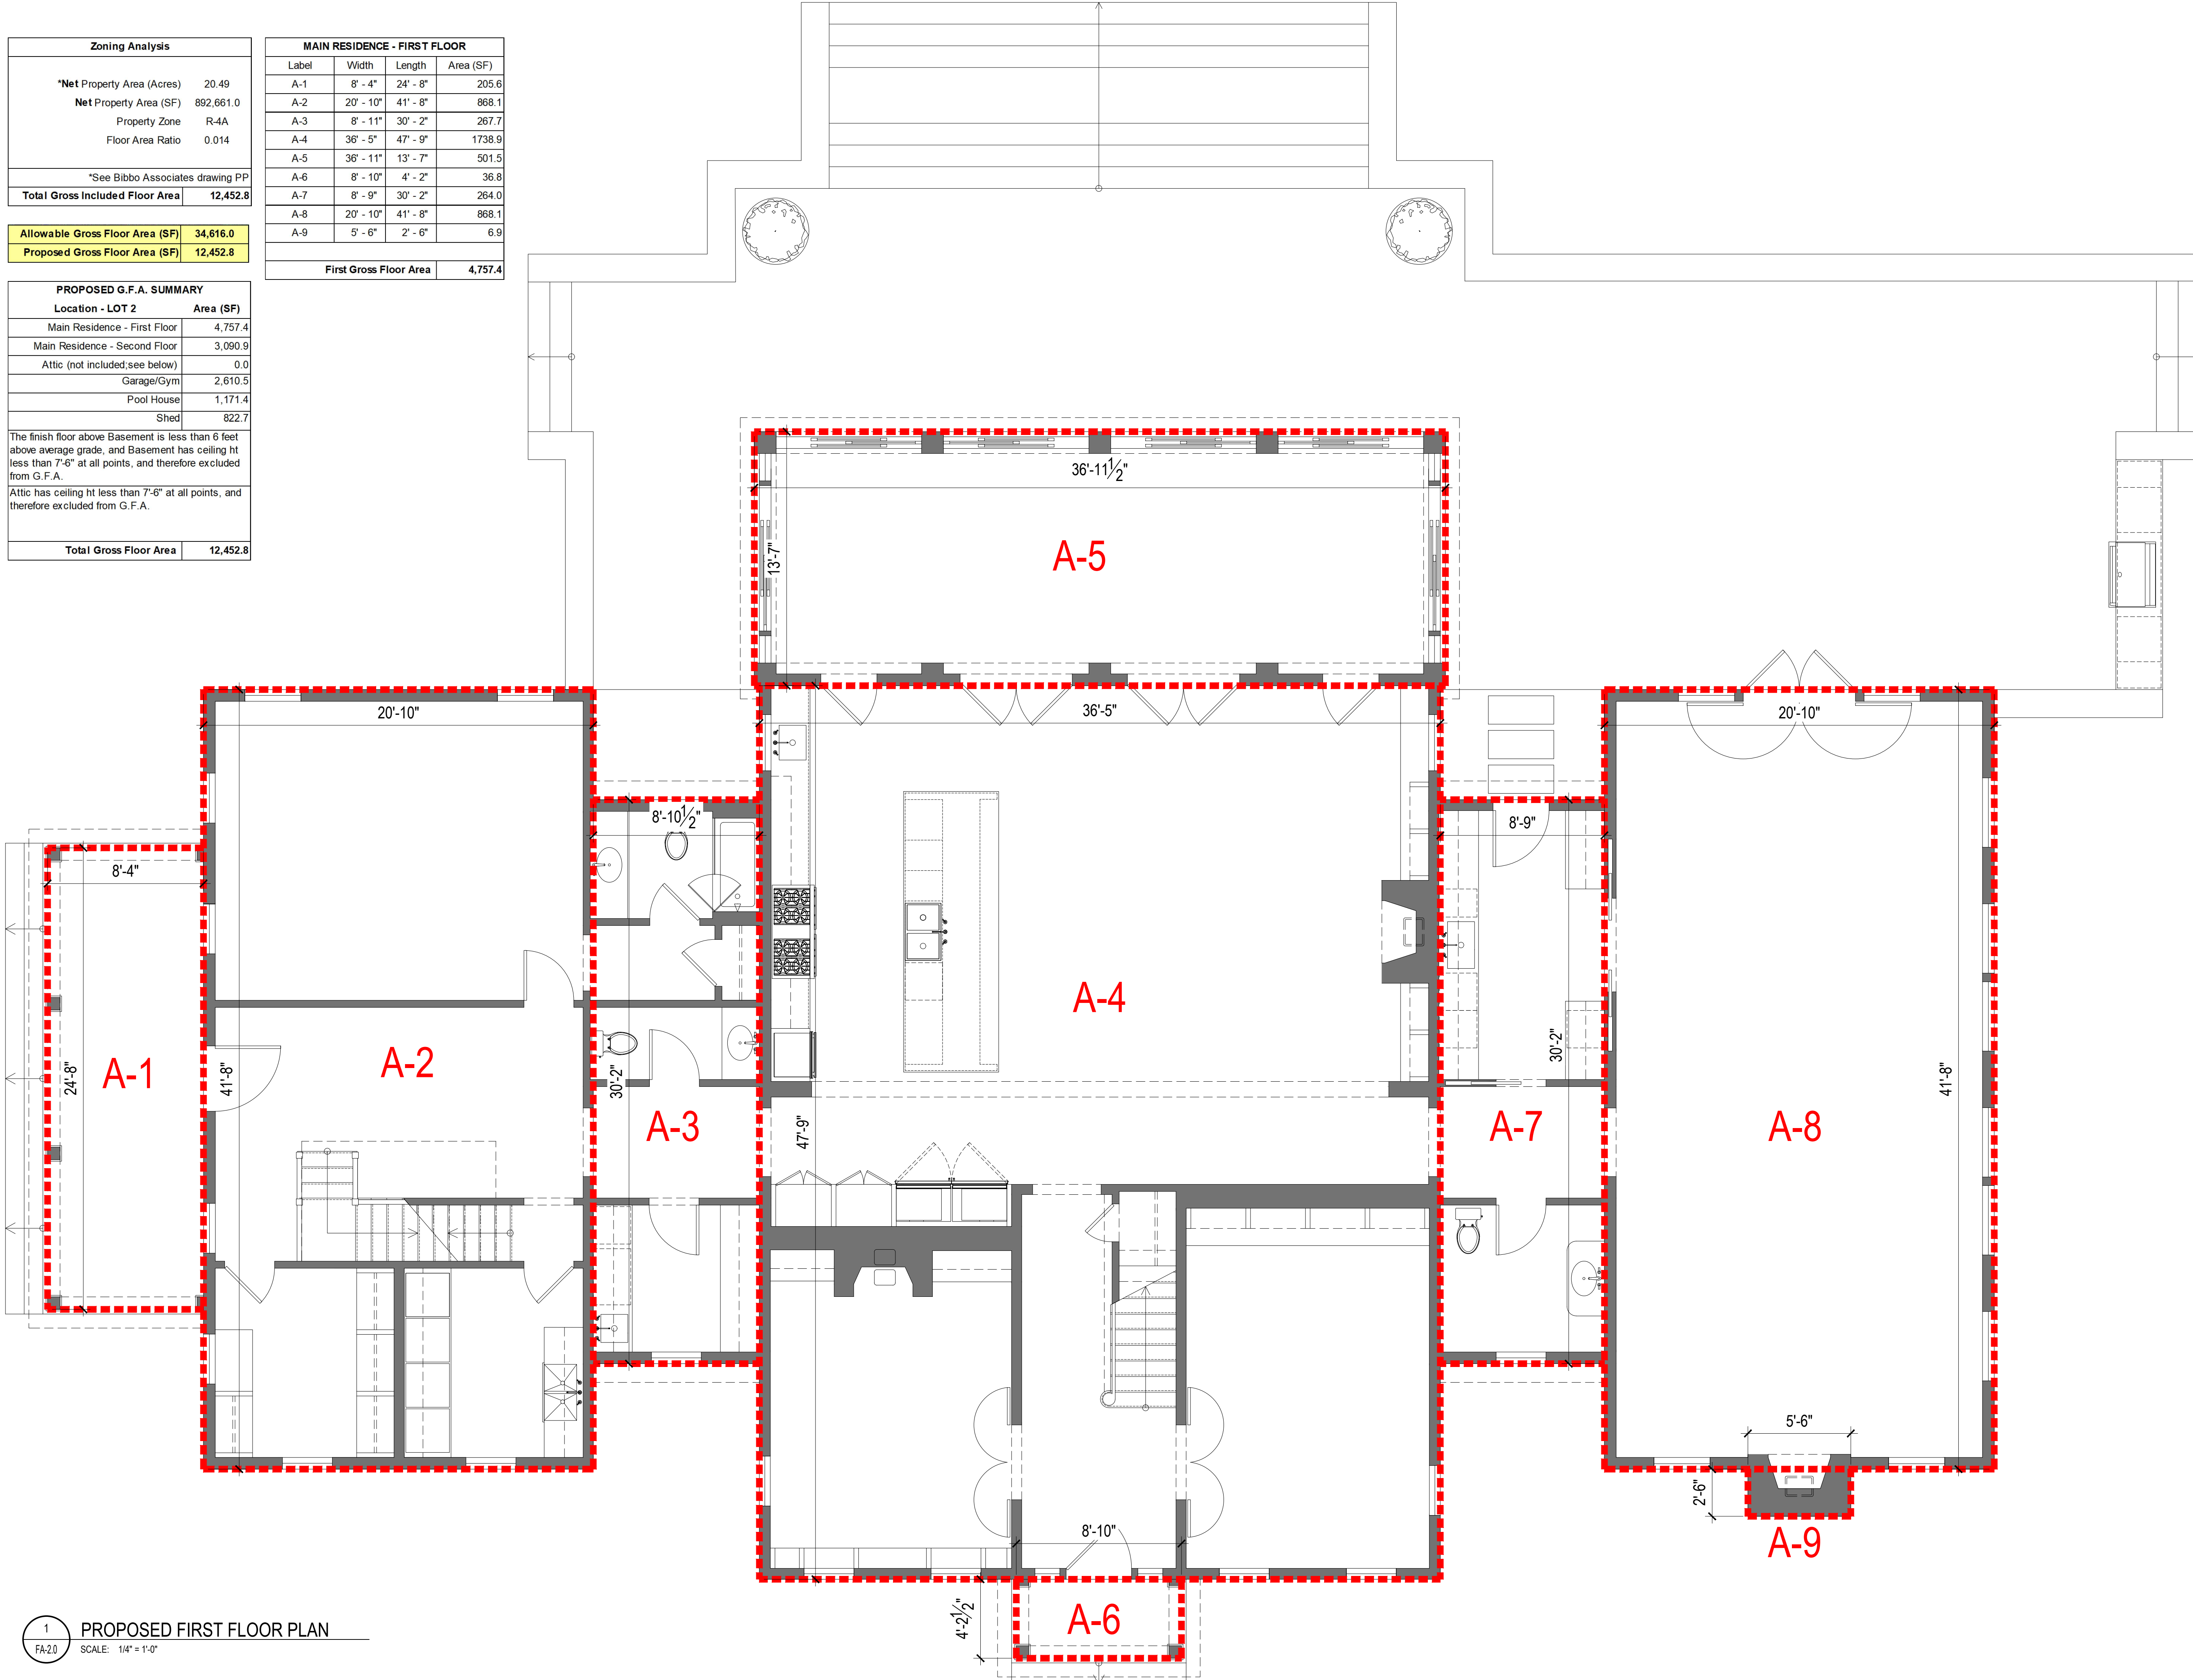 Zoning Analysis
*Net Property Area (Acres) 20.49
Net Property Area (SF) 892,661.0
Property Zone R-4A
Floor Area Ratio 0.014
*See Bibbo Associates drawing PP
Total Gross Included Floor Area 12,452.8
Allowable Gross Floor Area (SF) 34,616.0
Proposed Gross Floor Area (SF) 12,452.8
PROPOSED G.F.A. SUMMARY
Location - LOT 2 Area (SF)
Main Residence - First Floor 4,757.4
Main Residence - Second Floor 3,090.9
Attic (not included;see below) 0.0
Garage/Gym 2,610.5
Pool House 1,171.4
Shed 822.7
The finish floor above Basement is less than 6 feet
above average grade, and Basement has ceiling ht
less than 7'-6" at all points, and therefore excluded
from G.F.A.
Attic has ceiling ht less than 7'-6" at all points, and
therefore excluded from G.F.A.
Total Gross Floor Area 12,452.8
MAIN RESIDENCE - FIRST FLOOR
Label Width Length Area (SF)
A-1 8' - 4" 24' - 8" 205.6
A-2 20' - 10" 41' - 8" 868.1
A-3 8' - 11" 30' - 2" 267.7
A-4 36' - 5" 47' - 9" 1738.9
A-5 36' - 11" 13' - 7" 501.5
A-6 8' - 10" 4' - 2" 36.8
A-7 8' - 9" 30' - 2" 264.0
A-8 20' - 10" 41' - 8" 868.1
A-9 5' - 6" 2' - 6" 6.9
First Gross Floor Area 4,757.4
36'-11 1/2"
13'-7"
A-5
20'-10"
36'-5"
20'-10"
8'-10 1/2"
8'-9"
8'-4"
A-4
A-1
24'-8"
41'-8"
A-2
30'-2"
A-3
47'-9"
30'-2"
A-7
A-8
41'-8"
5'-6"
2'-6"
A-9
8'-10"
4'-2 1/2"
A-6
1
FA-2.0
PROPOSED FIRST FLOOR PLAN
SCALE: 1/4" = 1'-0"